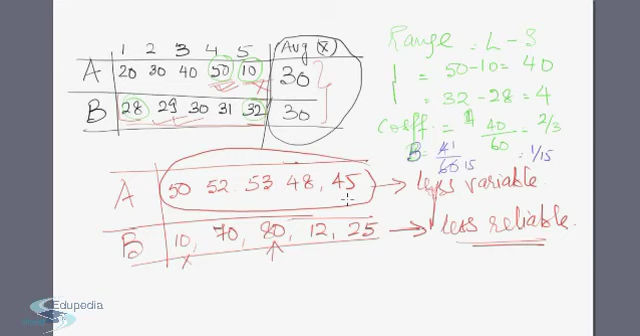 1 2 3 4 5 Avg (x̄)
A 20 30 40 50 10 30
B 28 29 30 31 32 30
Range = L - S
= 50-10 = 40
= 32-28 = 4
Coeff. = 40/60 = 2/3
B = 4/60 15 = 1/15
A 50 52 53 48, 45 → less variable.
B 10, 70, 80, 12, 25 → less reliable.
Edupedia